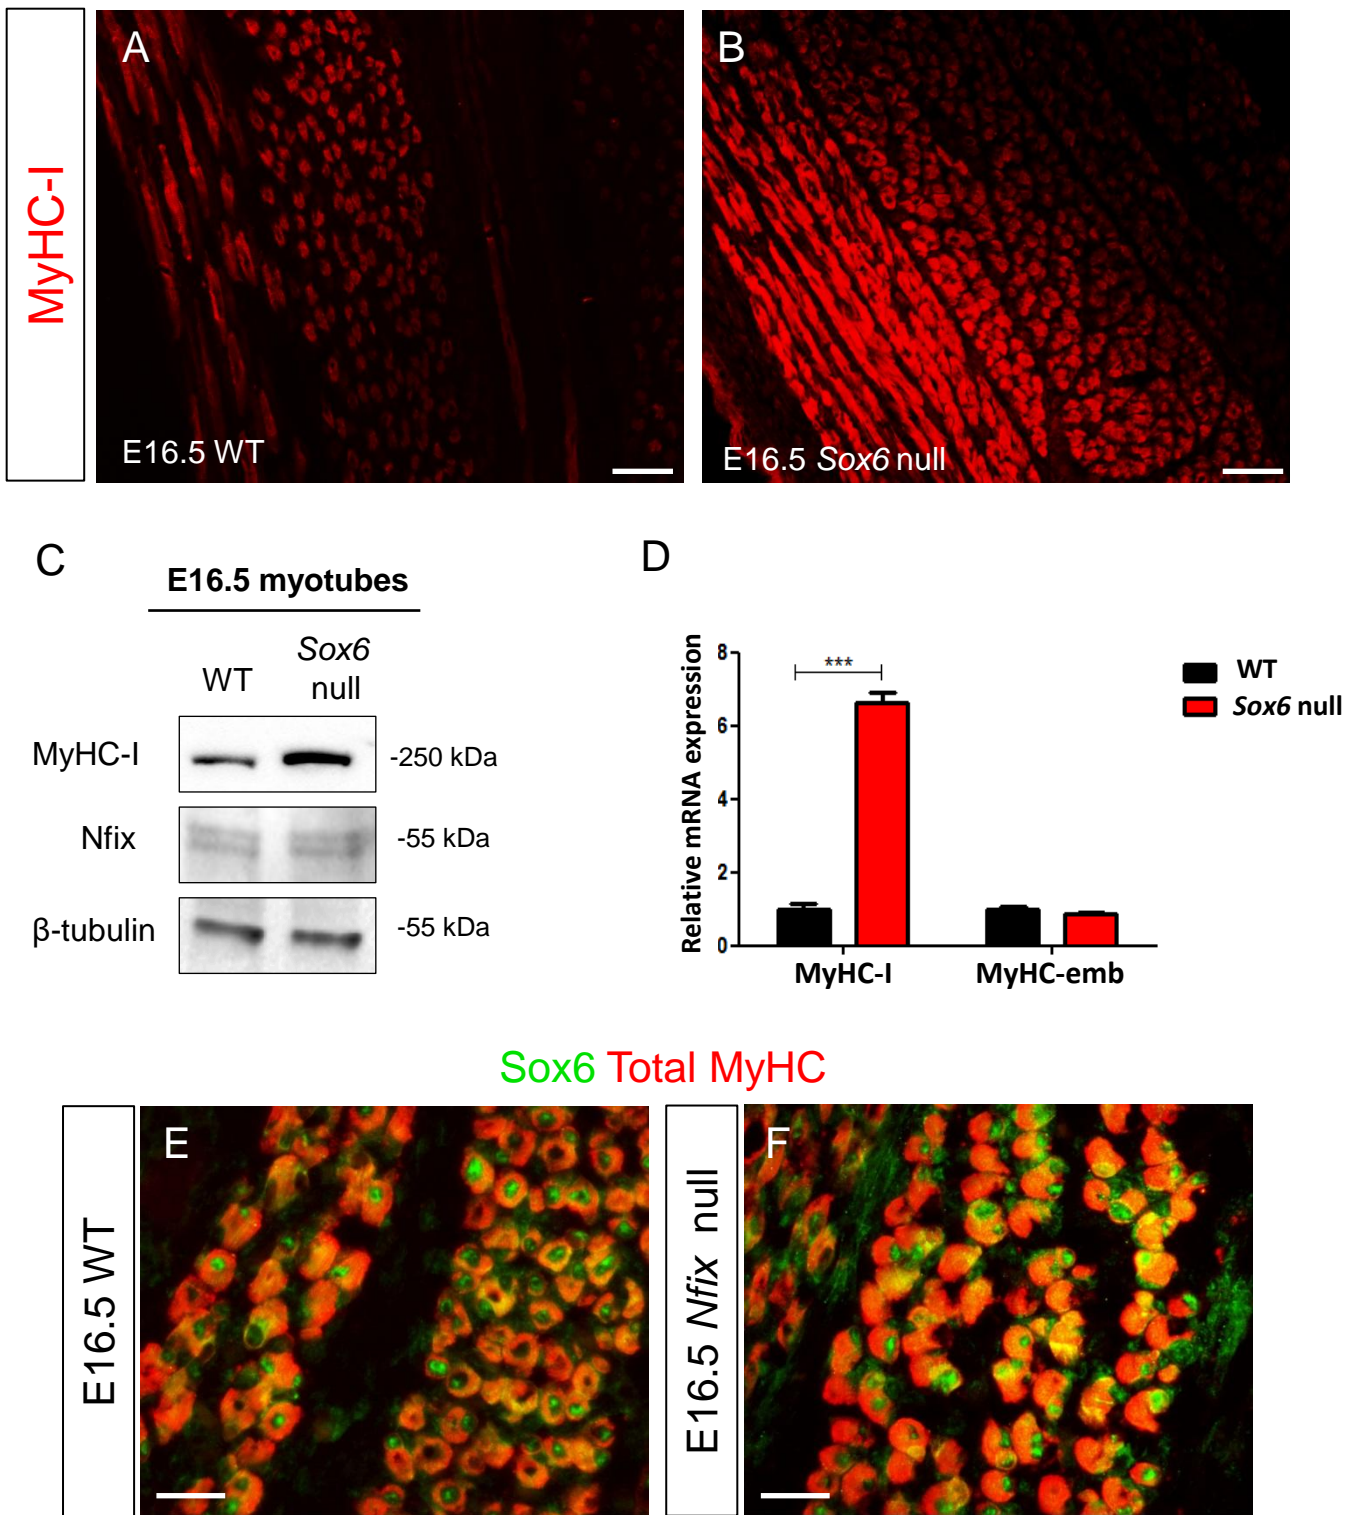 MyHC-I
A
E16.5 WT
B
E16.5 Sox6 null
C
E16.5 myotubes
WT
Sox6
null
MyHC-I
-250 kDa
Nfix
-55 kDa
β-tubulin
-55 kDa
D
Relative mRNA expression
8
6
4
2
0
***
MyHC-I
MyHC-emb
WT
Sox6 null
Sox6 Total MyHC
E16.5 WT
E
E16.5 Nfix null
F